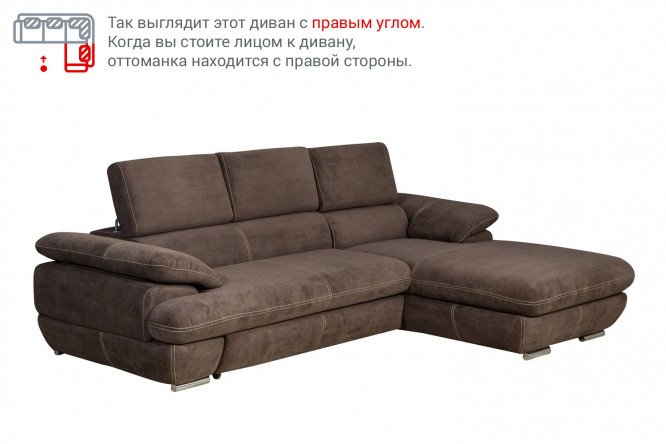 Так выглядит этот диван с правым углом.
Когда вы стоите лицом к дивану,
оттоманка находится с правой стороны.